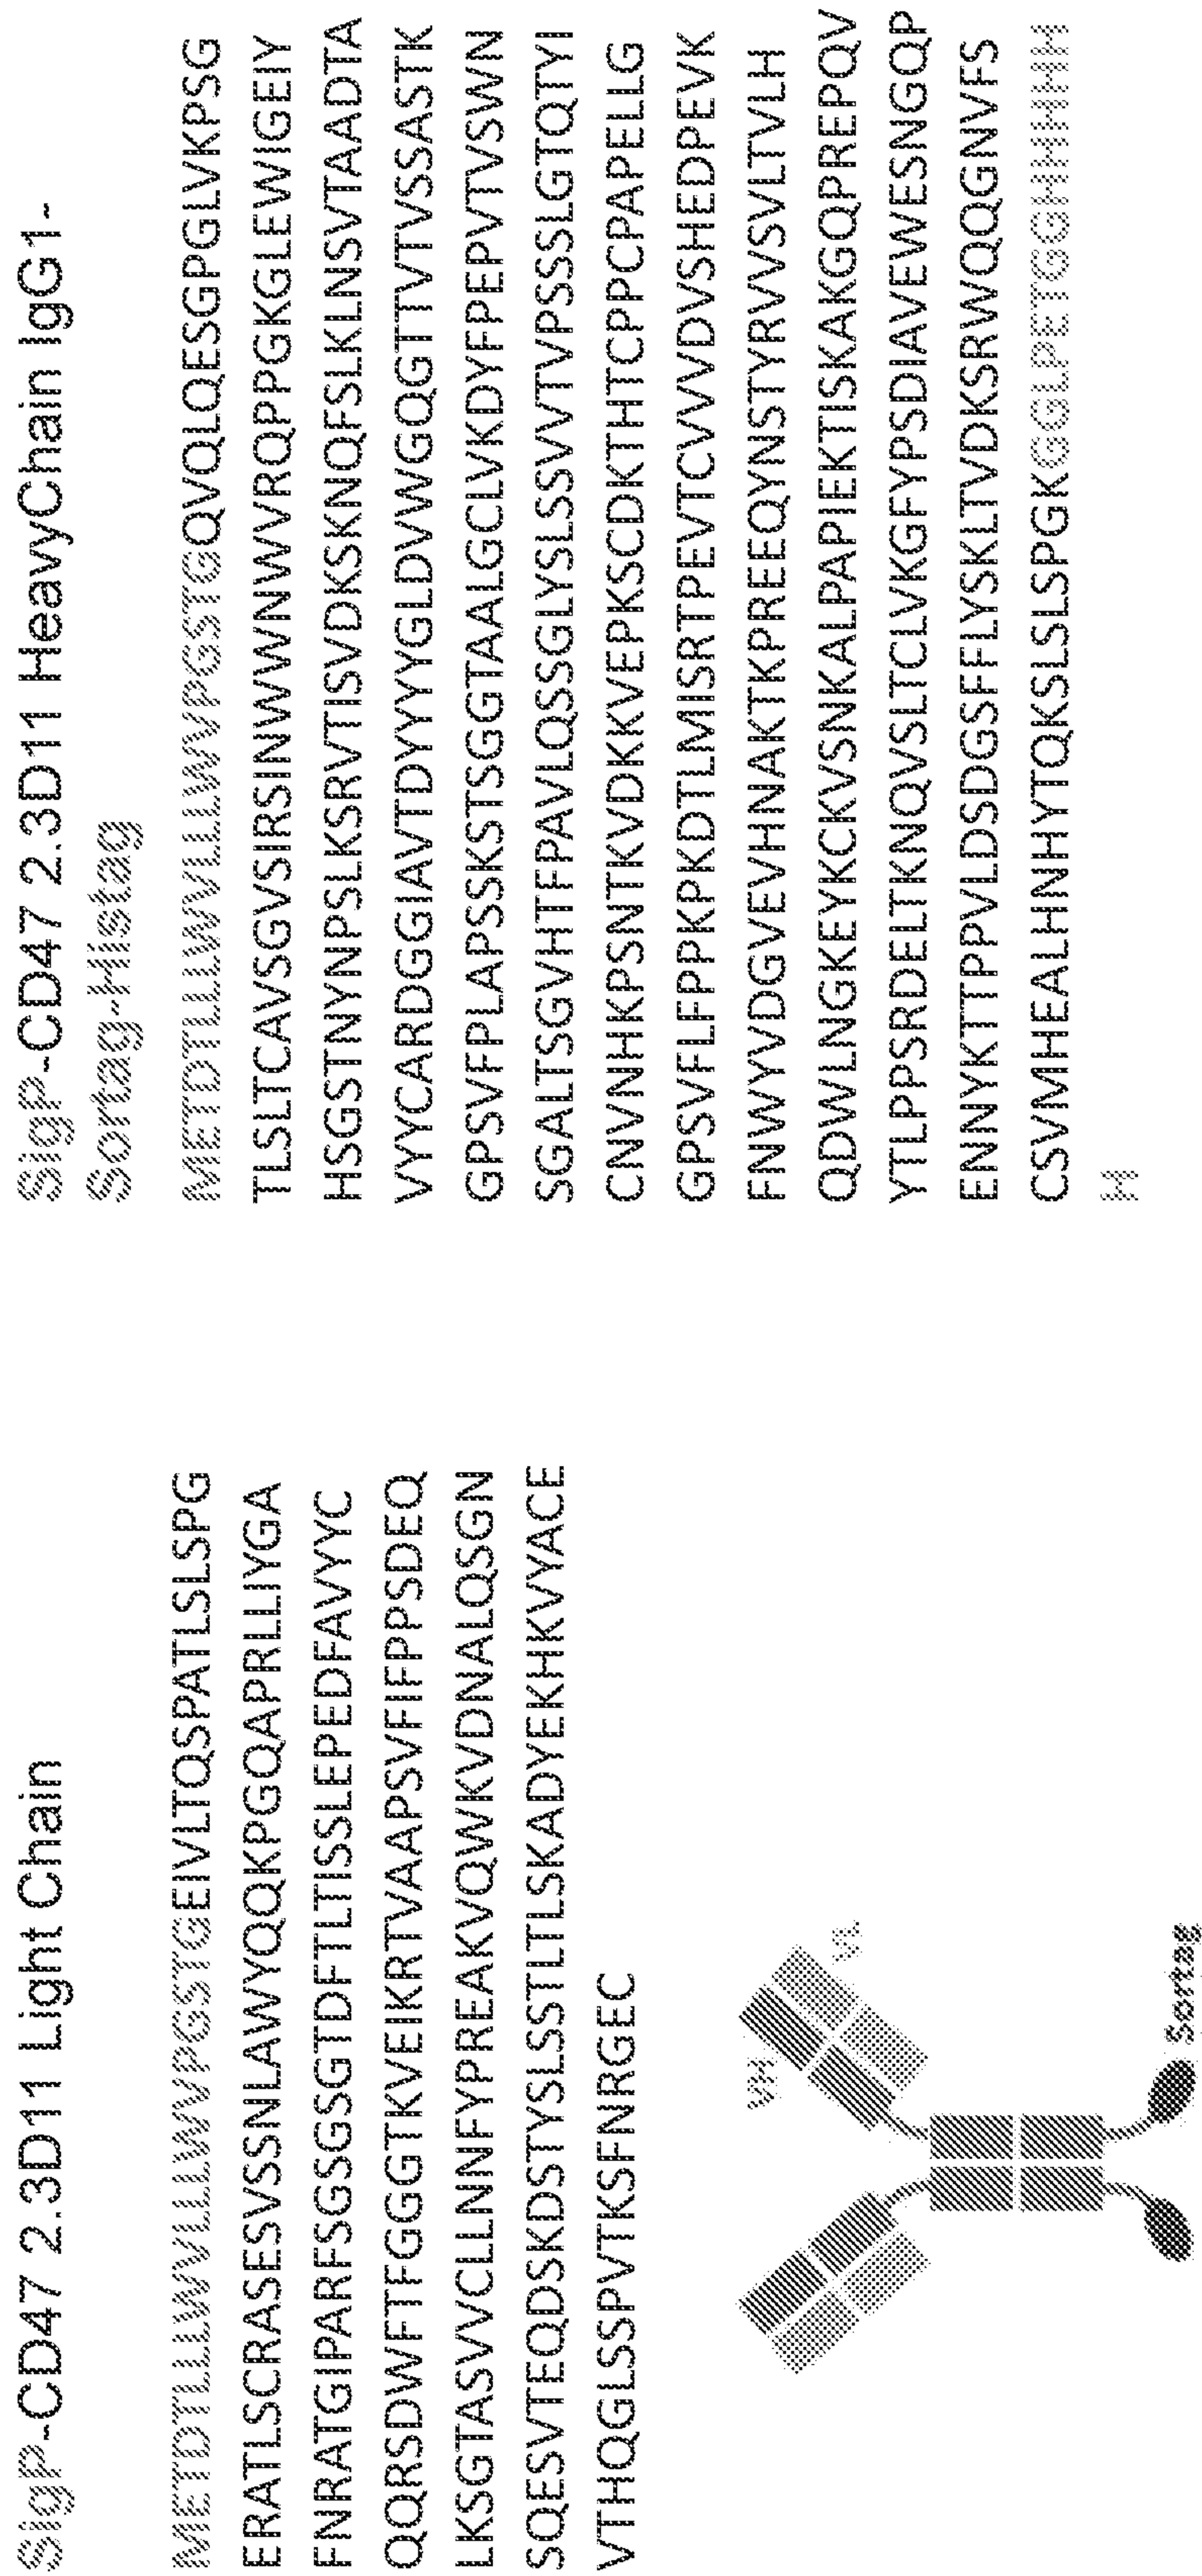 SigP-CD47 2.3D11 Light Chain
METDTLLLWVLLLWVPGSTGEIVLTQSPATLSLSPG
ERATLSCRASESVSSNLAWYQQKPGQAPRLLIYGA
FNRATGIPARFSGSGSGTDFTLTISSLEPEDFAVYYC
QQRSDWFTFGGGTKVEIKRTVAAPSVFIFPPSDEQ
LKSGTASVVCLLNNFYPREAKVQWKVDNALQSGN
SQESVTEQDSKDSTYSLSSTLTLSKADYEKHKVYACE
VTHQGLSSPVTKSFNRGEC
VH
VL
Sortag
SigP-CD47 2.3D11 HeavyChain IgG1-
Sortag-Histag
METDTLLLWVLLLWVPGSTGQVQLQESGPGLVKPSG
TLSLTCAVSGVSIRSINWWNWVRQPPGKGLEWIGEIY
HSGSTNYNPSLKSRVTISVDKSKNQFSLKLNSVTAADTA
VYYCARDGGIAVTDYYYYGLDVWGQGTTVTVSSASTK
GPSVFPLAPSSKSTSGGTAALGCLVKDYFPEPVTVSWN
SGALTSGVHTFPAVLQSSGLYSLSSVVTVPSSSLGTQTYI
CNVNHKPSNTKVDKKVEPKSCDKTHTCPPCPAPELLG
GPSVFLFPPKPKDTLMISRTPEVTCVVVDVSHEDPEVK
FNWYVDGVEVHNAKTKPREEQYNSTYRVVSVLTVLH
QDWLNGKEYKCKVSNKALPAPIEKTISKAKGQPREPQV
YTLPPSRDELTKNQVSLTCLVKGFYPSDIAVEWESNGQP
ENNYKTTPPVLDSDGSFFLYSKLTVDKSRWQQGNVFS
CSVMHEALHNHYTQKSLSLSPGKGGLPETGGHHHHH
H